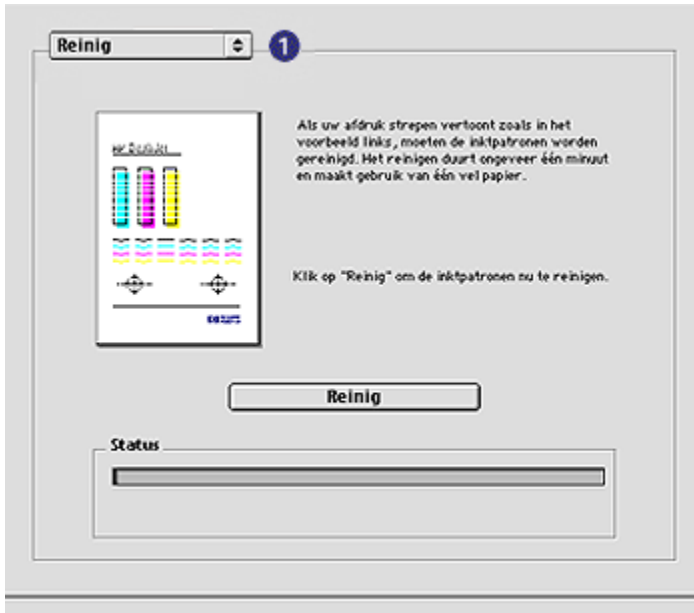 Reinig
1
Als uw afdruk strepen vertoont zoals in het
voorbeeld links, moeten de inktpatronen worden
gereinigd. Het reinigen duurt ongeveer één minuut
en maakt gebruik van één vel papier.
Klik op "Reinig" om de inktpatronen nu te reinigen.
Reinig
Status